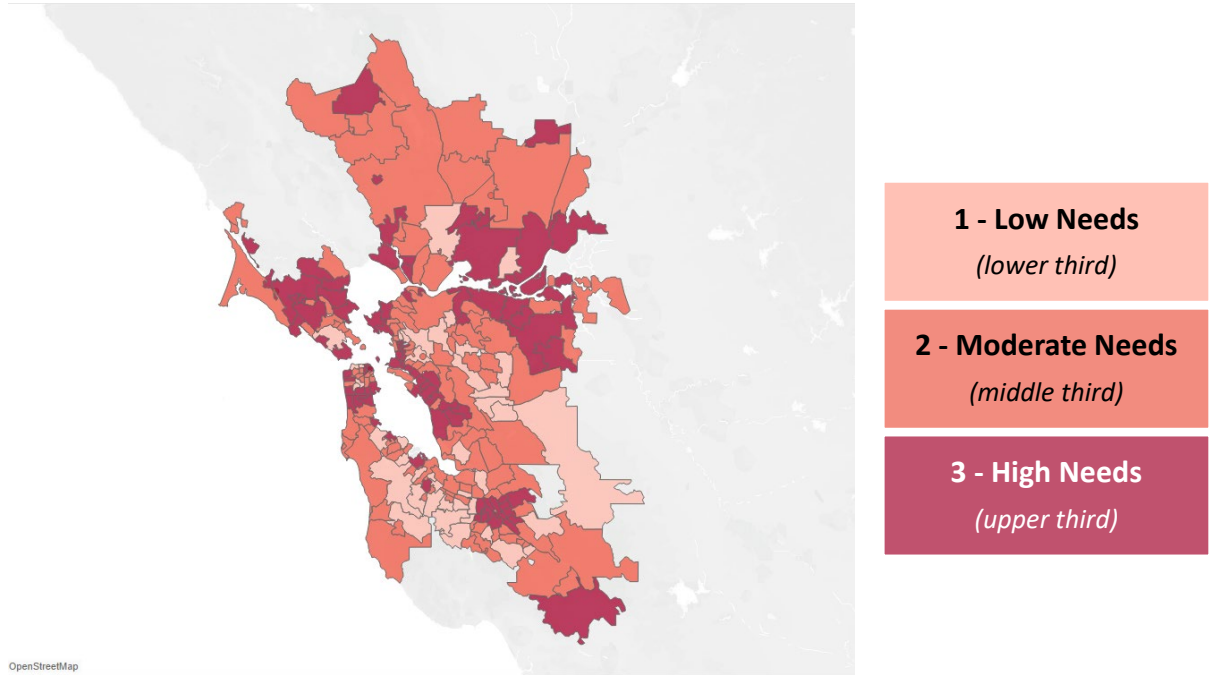 1 - Low Needs
(lower third)
2 - Moderate Needs
(middle third)
3 - High Needs
(upper third)
OpenStreetMap